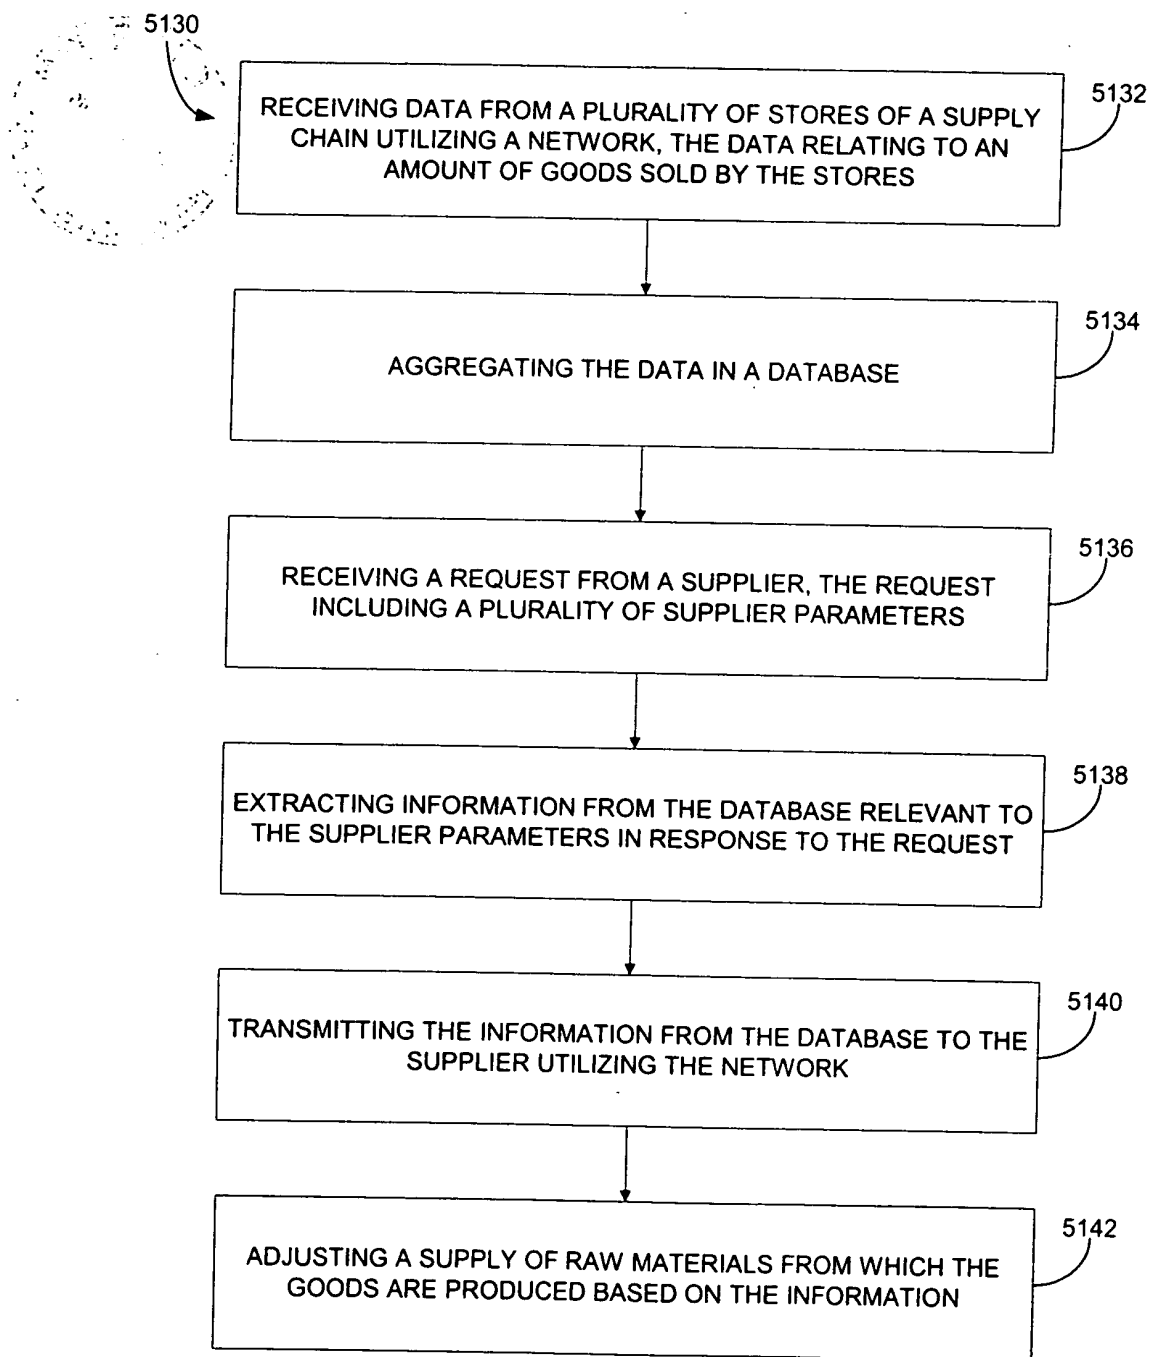 5130
RECEIVING DATA FROM A PLURALITY OF STORES OF A SUPPLY
CHAIN UTILIZING A NETWORK, THE DATA RELATING TO AN
AMOUNT OF GOODS SOLD BY THE STORES
5132
AGGREGATING THE DATA IN A DATABASE
5134
RECEIVING A REQUEST FROM A SUPPLIER, THE REQUEST
INCLUDING A PLURALITY OF SUPPLIER PARAMETERS
5136
EXTRACTING INFORMATION FROM THE DATABASE RELEVANT TO
THE SUPPLIER PARAMETERS IN RESPONSE TO THE REQUEST
5138
TRANSMITTING THE INFORMATION FROM THE DATABASE TO THE
SUPPLIER UTILIZING THE NETWORK
5140
ADJUSTING A SUPPLY OF RAW MATERIALS FROM WHICH THE
GOODS ARE PRODUCED BASED ON THE INFORMATION
5142